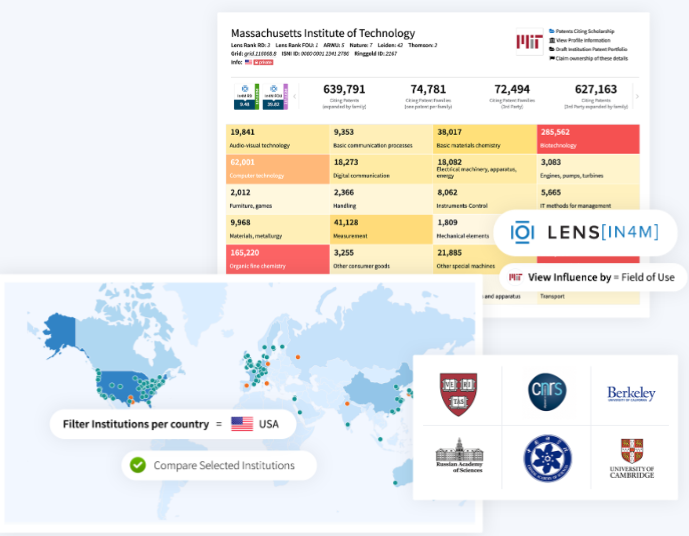 Massachusetts Institute of Technology
Lens Rank RD: 3 Lens Rank FOU: 1 ARWU: 5 Nature: 7 Leiden: 42 Thomson: 2
Grid: grid.116068.8 ISNI ID: 0000 0001 2341 2786 Ringgold ID: 2167
Info: private
MIT
Patents Citing Scholarship
View Profile Information
Draft Institution Patent Portfolio
Claim ownership of these details
639,791
Citing Patents
(expanded by family)
74,781
Citing Patent Families
(one patent per family)
72,494
Citing Patent Families
(3rd Party)
627,163
Citing Patents
(3rd Party expanded by family)
19,841
Audio-visual technology
9,353
Basic communication processes
38,017
Basic materials chemistry
285,562
Biotechnology
62,001
Computer technology
18,273
Digital communication
18,082
Electrical machinery, apparatus,
energy
3,083
Engines, pumps, turbines
2,012
Furniture, games
2,366
Handling
8,062
Instruments Control
5,665
IT methods for management
9,968
Materials, metallurgy
41,128
Measurement
1,809
Mechanical elements
165,220
Organic fine chemistry
3,255
Other consumer goods
21,885
Other special machines
and apparatus
Transport
LENS[IN4M]
MIT View Influence by = Field of Use
Filter Institutions per country = USA
Compare Selected Institutions
VE RI TAS
cnrs
Berkeley
UNIVERSITY OF CALIFORNIA
Russian Academy
of Sciences
UNIVERSITY OF
CAMBRIDGE